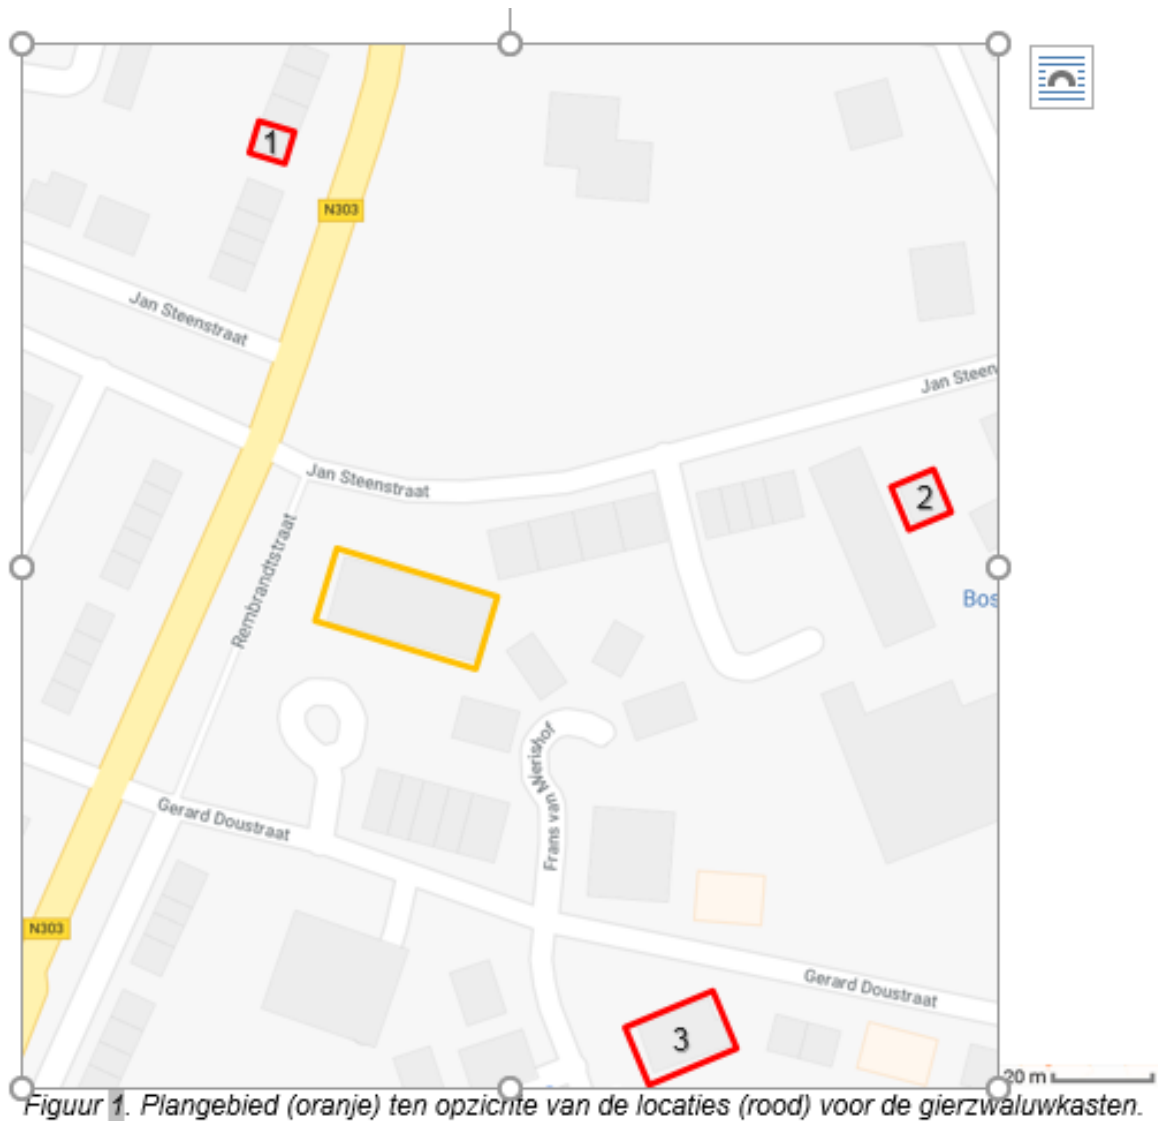 1
N303
Jan Steenstraat
Jan Steen
Jan Steenstraat
2
Rembrandtstraat
Bos
Frans van Mierishof
Gerard Doustraat
N303
Gerard Doustraat
3
20 m
Figuur 1. Plangebied (oranje) ten opzichte van de locaties (rood) voor de gierzwaluwkasten.